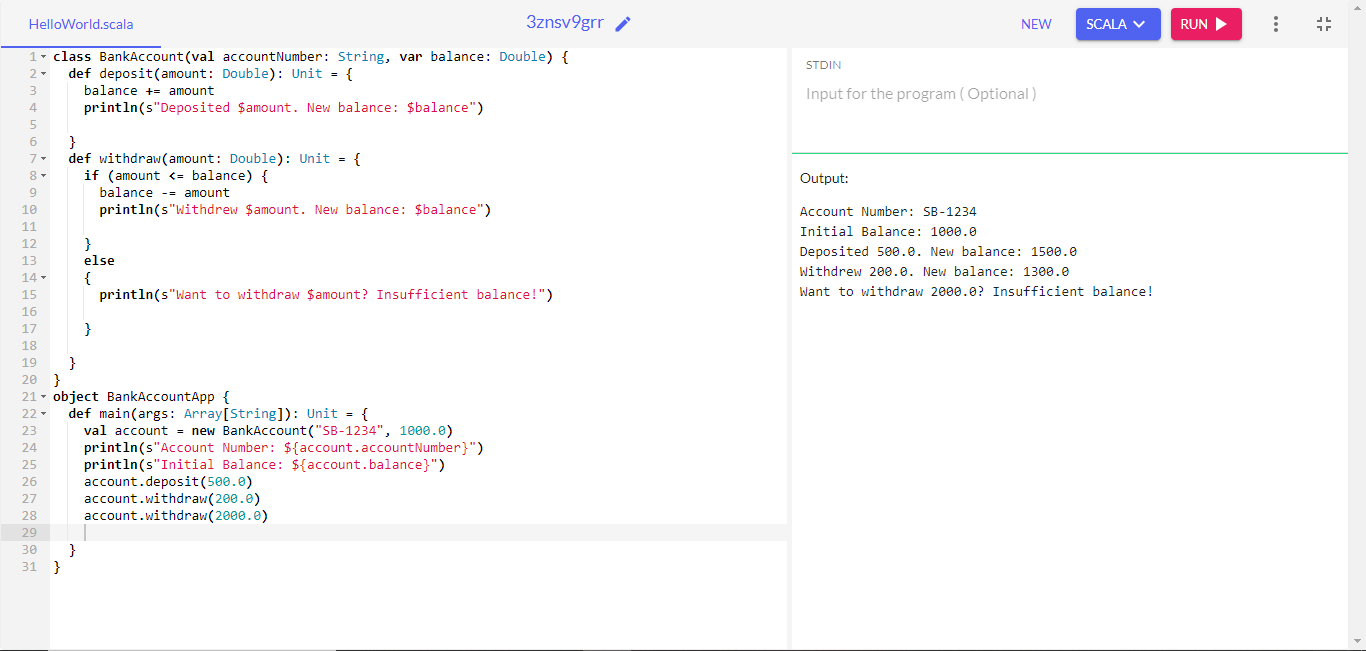 HelloWorld.scala
3znsv9grr
NEW
SCALA
RUN
1 class BankAccount(val accountNumber: String, var balance: Double) {
2   def deposit(amount: Double): Unit = {
3     balance += amount
4     println(s"Deposited $amount. New balance: $balance")
5
6   }
7   def withdraw(amount: Double): Unit = {
8     if (amount <= balance) {
9       balance -= amount
10       println(s"Withdrew $amount. New balance: $balance")
11
12     }
13     else
14     {
15       println(s"Want to withdraw $amount? Insufficient balance!")
16
17     }
18
19   }
20 }
21 object BankAccountApp {
22   def main(args: Array[String]): Unit = {
23     val account = new BankAccount("SB-1234", 1000.0)
24     println(s"Account Number: ${account.accountNumber}")
25     println(s"Initial Balance: ${account.balance}")
26     account.deposit(500.0)
27     account.withdraw(200.0)
28     account.withdraw(2000.0)
29
30   }
31 }
STDIN
Input for the program ( Optional )
Output:
Account Number: SB-1234
Initial Balance: 1000.0
Deposited 500.0. New balance: 1500.0
Withdrew 200.0. New balance: 1300.0
Want to withdraw 2000.0? Insufficient balance!